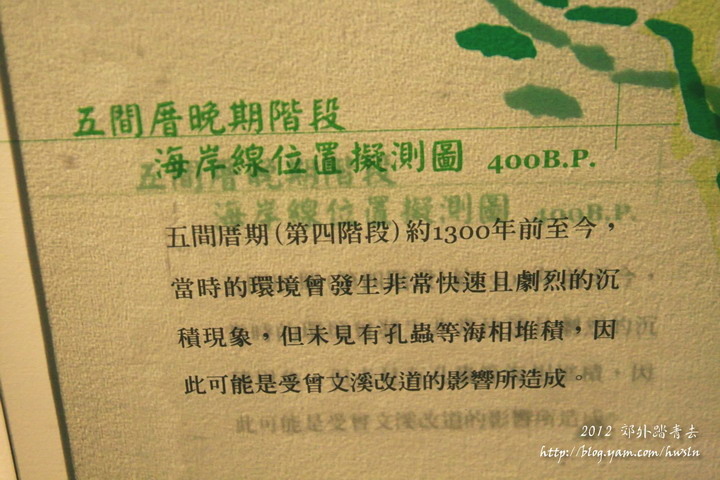 五間厝晚期階段
海岸線位置擬測圖 400B.P.
五間厝期(第四階段)約1300年前至今，
當時的環境曾發生非常快速且劇烈的沉
積現象，但未見有孔蟲等海相堆積，因
此可能是受曾文溪改道的影響所造成。
2012 郊外踏青去
http://blog.yam.com/hwsln